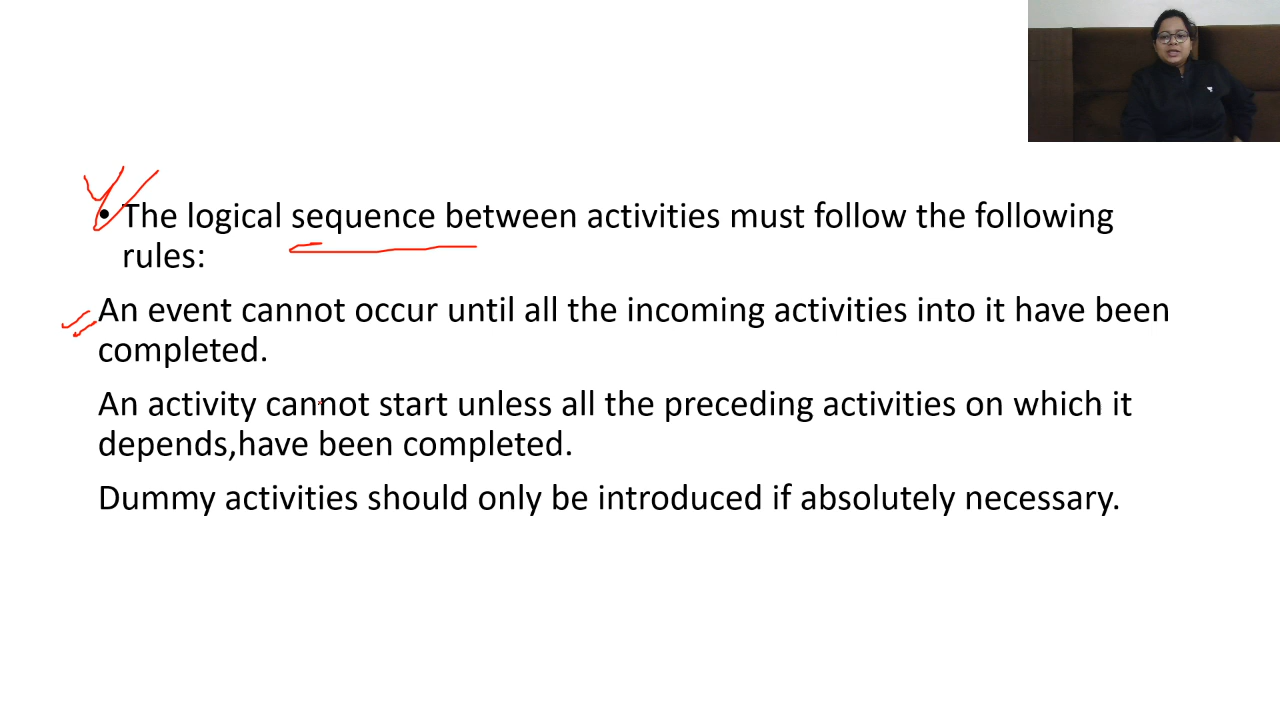 • The logical sequence between activities must follow the following
rules:
An event cannot occur until all the incoming activities into it have been
completed.
An activity cannot start unless all the preceding activities on which it
depends,have been completed.
Dummy activities should only be introduced if absolutely necessary.